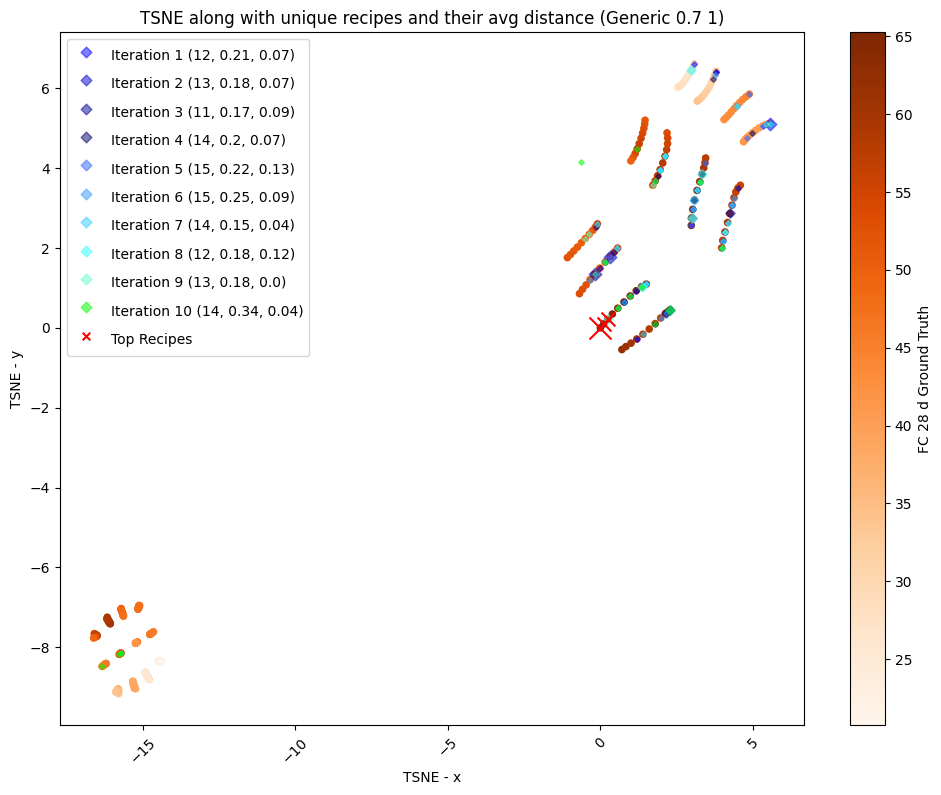 TSNE along with unique recipes and their avg distance (Generic 0.7 1)
Iteration 1 (12, 0.21, 0.07)
Iteration 2 (13, 0.18, 0.07)
Iteration 3 (11, 0.17, 0.09)
Iteration 4 (14, 0.2, 0.07)
Iteration 5 (15, 0.22, 0.13)
Iteration 6 (15, 0.25, 0.09)
Iteration 7 (14, 0.15, 0.04)
Iteration 8 (12, 0.18, 0.12)
Iteration 9 (13, 0.18, 0.0)
Iteration 10 (14, 0.34, 0.04)
Top Recipes
TSNE - y
6
4
2
0
−2
−4
−6
−8
−15
−10
−5
0
5
TSNE - x
65
60
55
50
45
40
35
30
25
FC 28 d Ground Truth